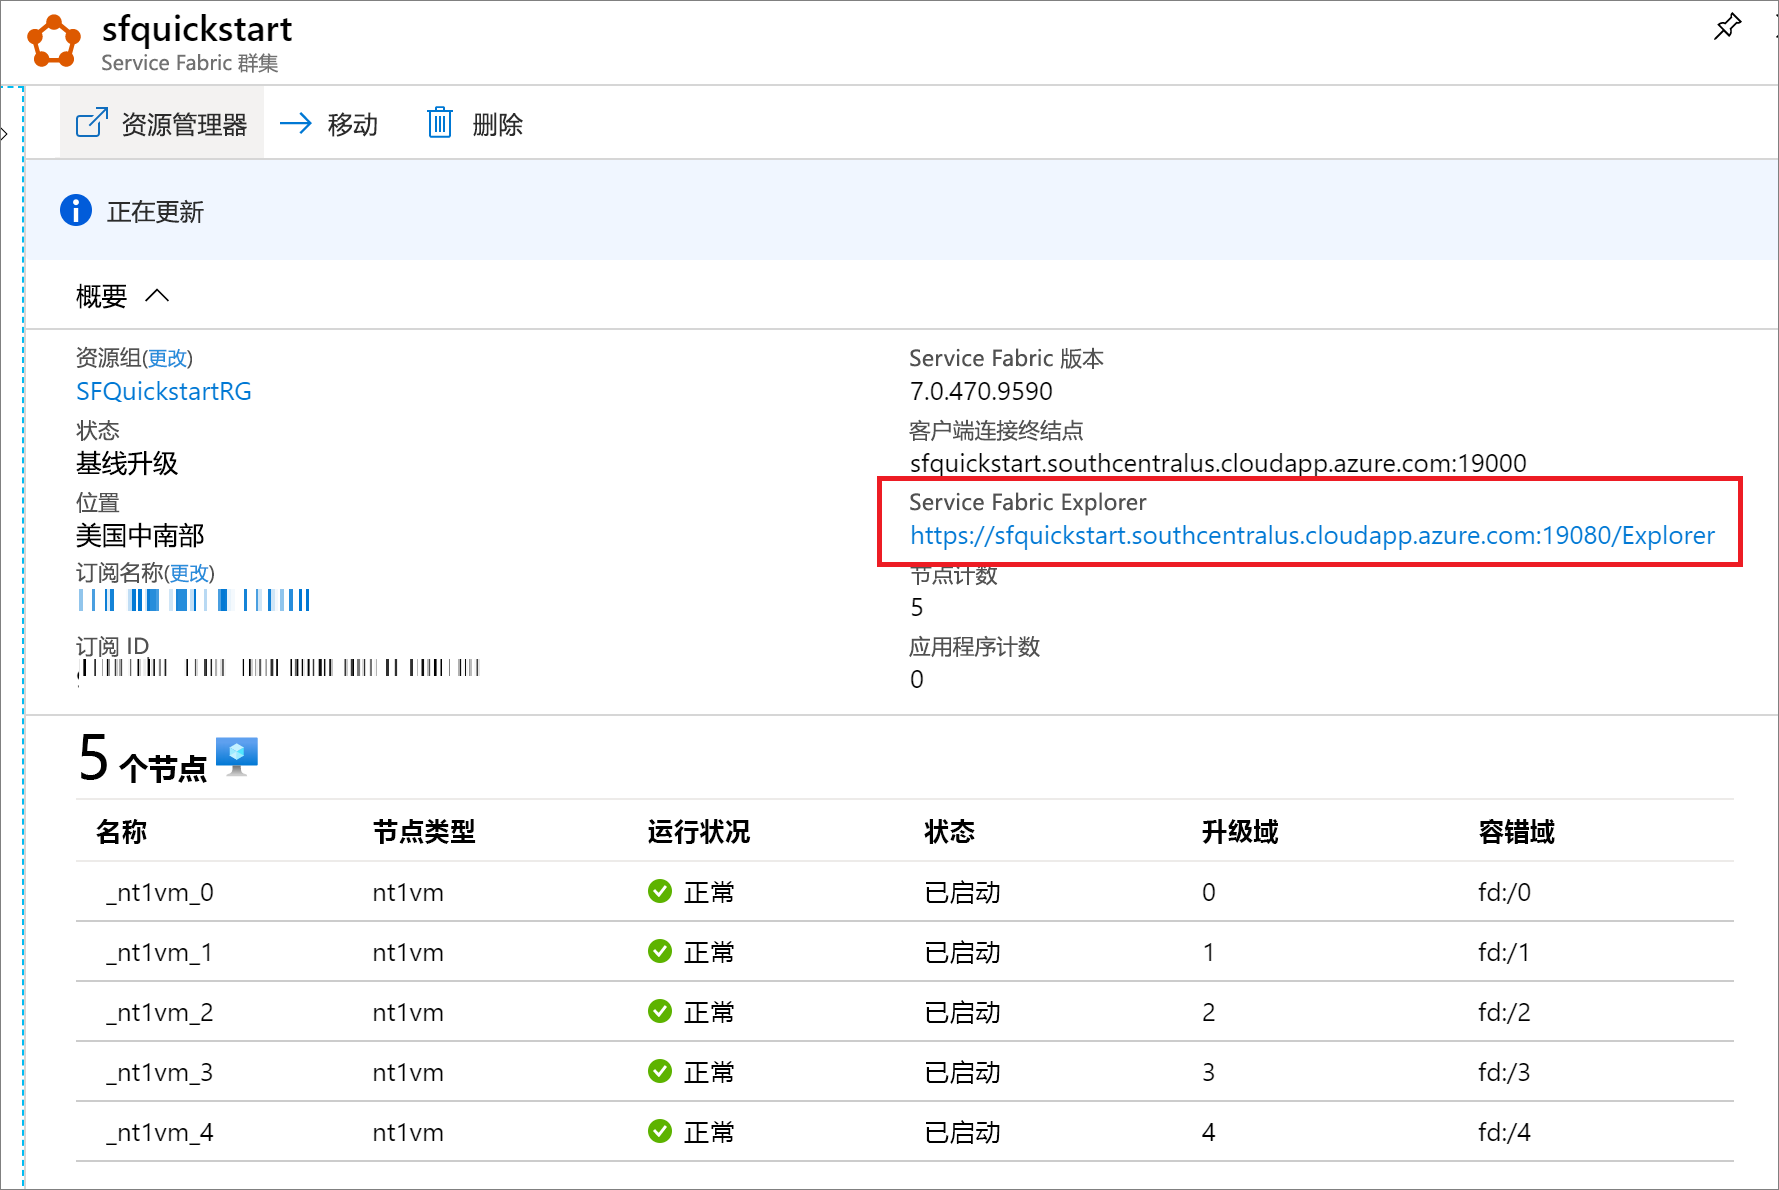 sfquickstart
Service Fabric 群集
资源管理器 移动 删除
正在更新
概要
资源组(更改)
SFQuickstartRG
状态
基线升级
位置
美国中南部
订阅名称(更改)
订阅 ID
Service Fabric 版本
7.0.470.9590
客户端连接终结点
sfquickstart.southcentralus.cloudapp.azure.com:19000
Service Fabric Explorer
https://sfquickstart.southcentralus.cloudapp.azure.com:19080/Explorer
节点计数
5
应用程序计数
0
5 个节点
名称 节点类型 运行状况 状态 升级域 容错域
_nt1vm_0 nt1vm 正常 已启动 0 fd:/0
_nt1vm_1 nt1vm 正常 已启动 1 fd:/1
_nt1vm_2 nt1vm 正常 已启动 2 fd:/2
_nt1vm_3 nt1vm 正常 已启动 3 fd:/3
_nt1vm_4 nt1vm 正常 已启动 4 fd:/4